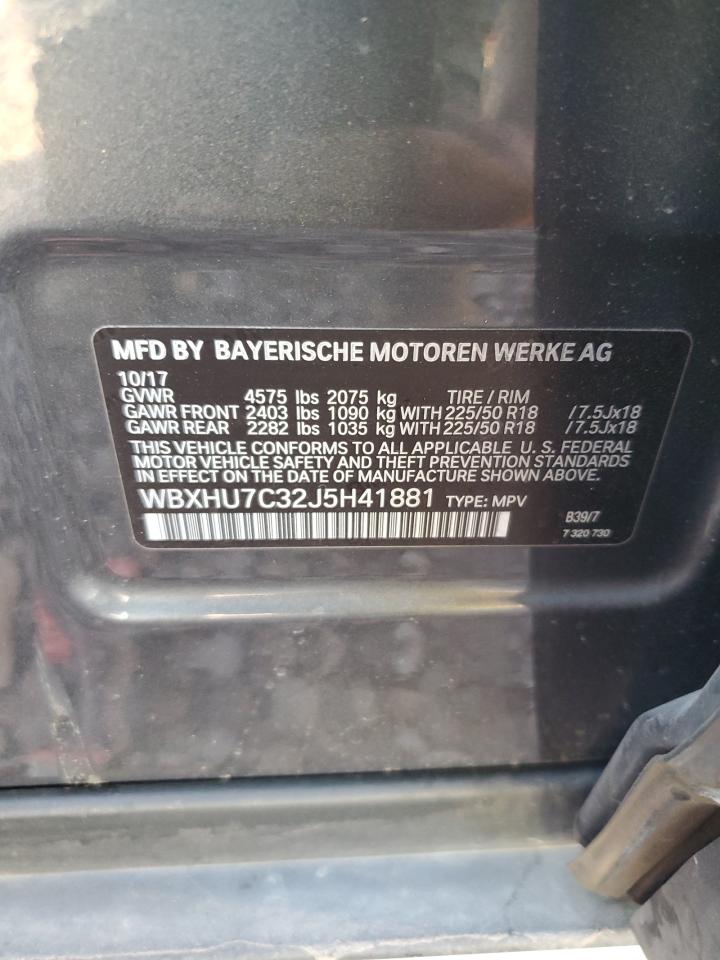 MFD BY BAYERISCHE MOTOREN WERKE AG
10/17
GVWR 4575 lbs 2075 kg TIRE / RIM
GAWR FRONT 2403 lbs 1090 kg WITH 225/50 R18 /7.5Jx18
GAWR REAR 2282 lbs 1035 kg WITH 225/50 R18 /7.5Jx18
THIS VEHICLE CONFORMS TO ALL APPLICABLE U. S. FEDERAL
MOTOR VEHICLE SAFETY AND THEFT PREVENTION STANDARDS
IN EFFECT ON THE DATE OF MANUFACTURE SHOWN ABOVE.
WBXHU7C32J5H41881 TYPE: MPV
B39/7
7 320 730